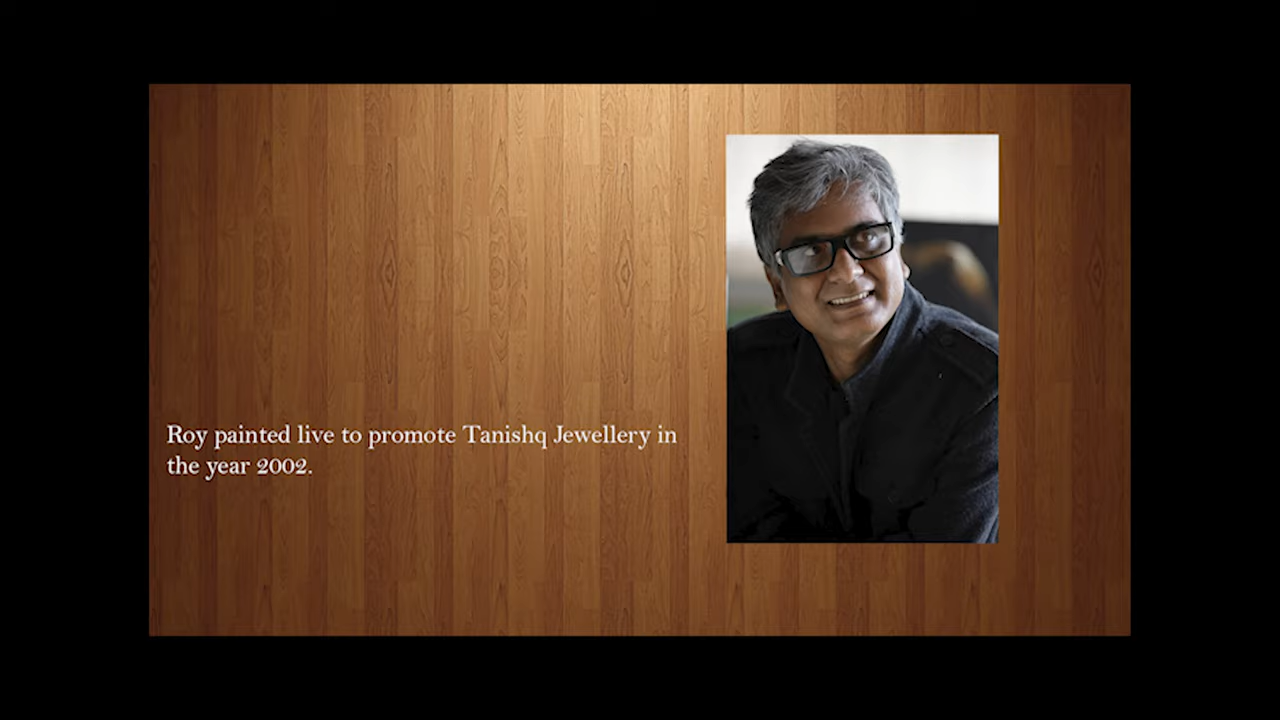 Roy painted live to promote Tanishq Jewellery in
the year 2002.